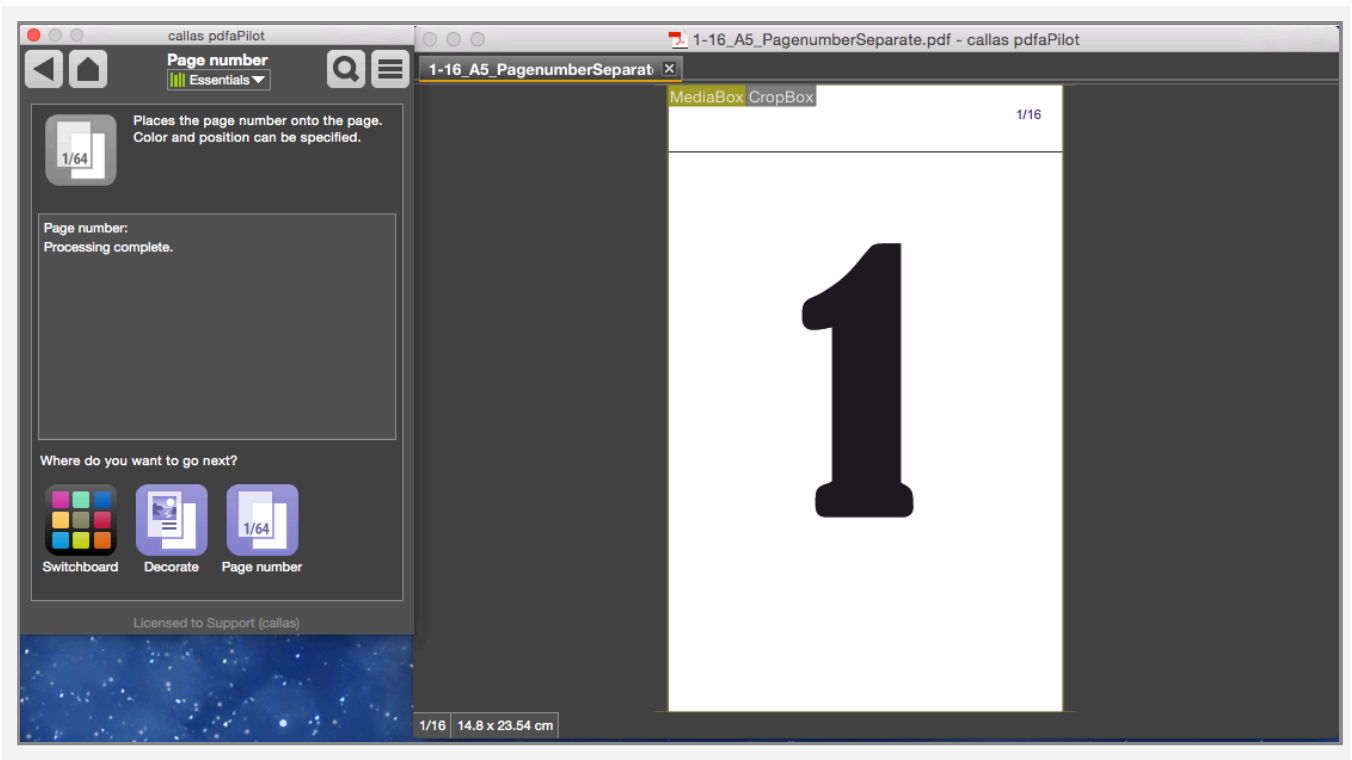 callas pdfaPilot
Page number
Essentials
1/64
Places the page number onto the page.
Color and position can be specified.
Page number:
Processing complete.
Where do you want to go next?
1/64
Switchboard
Decorate
Page number
Licensed to Support (callas)
1-16_A5_PagenumberSeparate.pdf - callas pdfaPilot
1-16_A5_PagenumberSeparat
MediaBox CropBox
1/16
1
1/16
14.8 x 23.54 cm